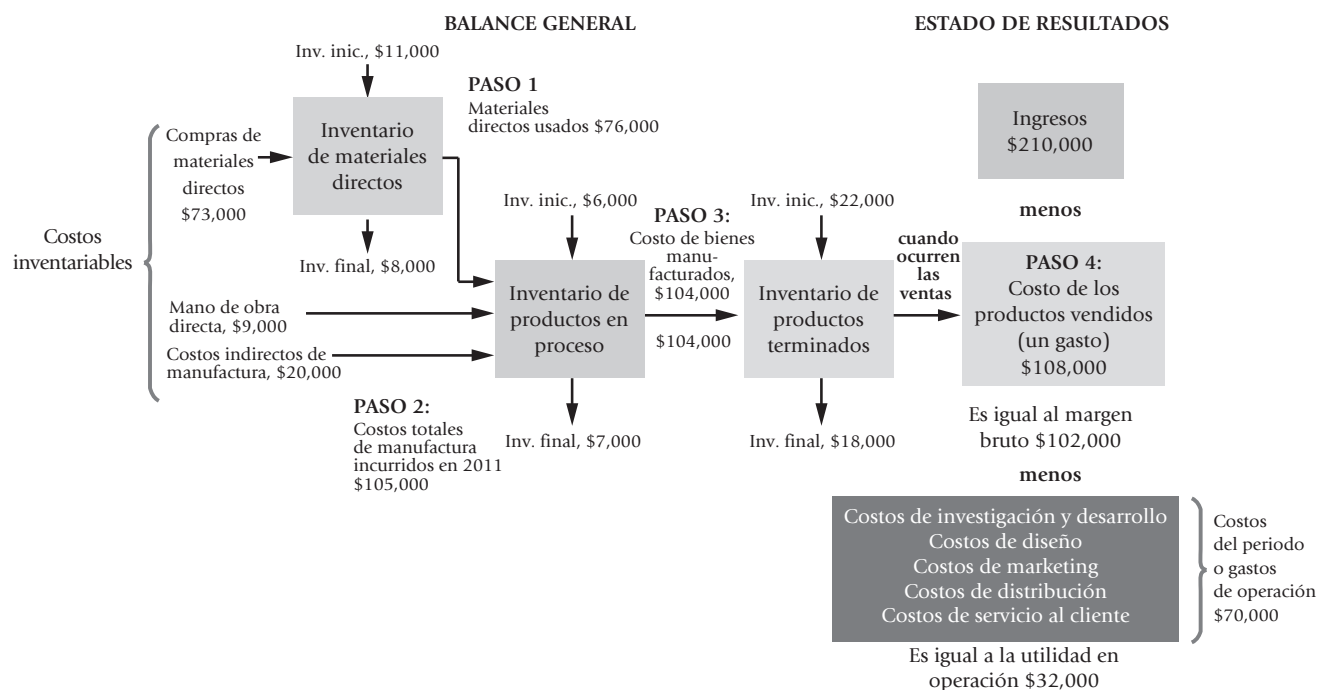 BALANCE GENERAL
ESTADO DE RESULTADOS
Inv. inic., $11,000
PASO 1
Materiales
directos usados $76,000
Compras de
materiales
directos
$73,000
Inventario
de materiales
directos
Inv. final, $8,000
Costos
inventariables
Mano de obra
directa, $9,000
Costos indirectos de
manufactura, $20,000
PASO 2:
Costos totales
de manufactura
incurridos en 2011
$105,000
Inv. inic., $6,000
Inventario de
productos en
proceso
Inv. final, $7,000
PASO 3:
Costo de bienes
manu-
facturados,
$104,000
$104,000
Inv. inic., $22,000
Inventario de
productos
terminados
Inv. final, $18,000
cuando
ocurren
las
ventas
Ingresos
$210,000
menos
PASO 4:
Costo de los
productos vendidos
(un gasto)
$108,000
Es igual al margen
bruto $102,000
menos
Costos de investigación y desarrollo
Costos de diseño
Costos de marketing
Costos de distribución
Costos de servicio al cliente
Costos
del periodo
o gastos
de operación
$70,000
Es igual a la utilidad en
operación $32,000